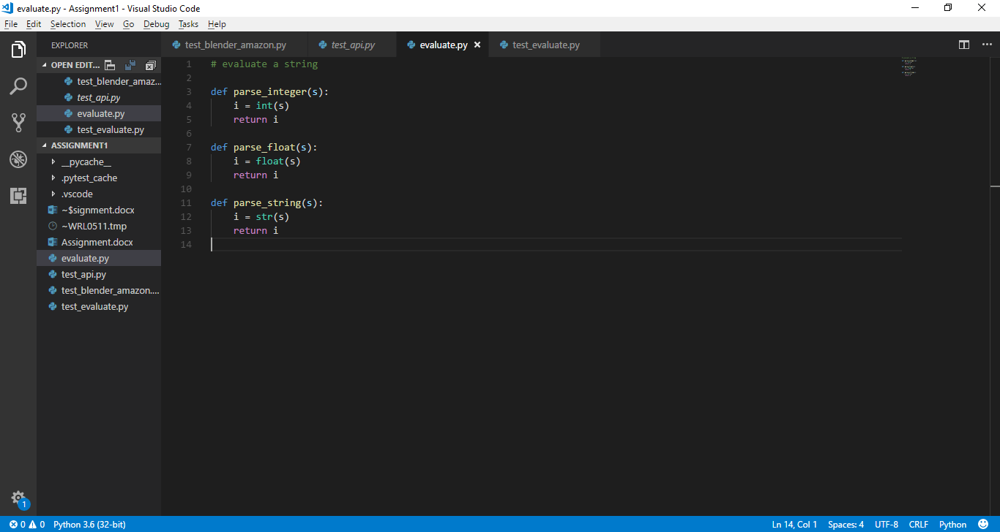 evaluate.py - Assignment1 - Visual Studio Code
File Edit Selection View Go Debug Tasks Help
EXPLORER
OPEN EDIT...
test_blender_amaz...
test_api.py
evaluate.py
test_evaluate.py
ASSIGNMENT1
__pycache__
.pytest_cache
.vscode
~$signment.docx
~WRL0511.tmp
Assignment.docx
evaluate.py
test_api.py
test_blender_amazon....
test_evaluate.py
1
test_blender_amazon.py test_api.py evaluate.py test_evaluate.py
1 # evaluate a string
2
3 def parse_integer(s):
4 i = int(s)
5 return i
6
7 def parse_float(s):
8 i = float(s)
9 return i
10
11 def parse_string(s):
12 i = str(s)
13 return i
14
0 0 Python 3.6 (32-bit) Ln 14, Col 1 Spaces: 4 UTF-8 CRLF Python